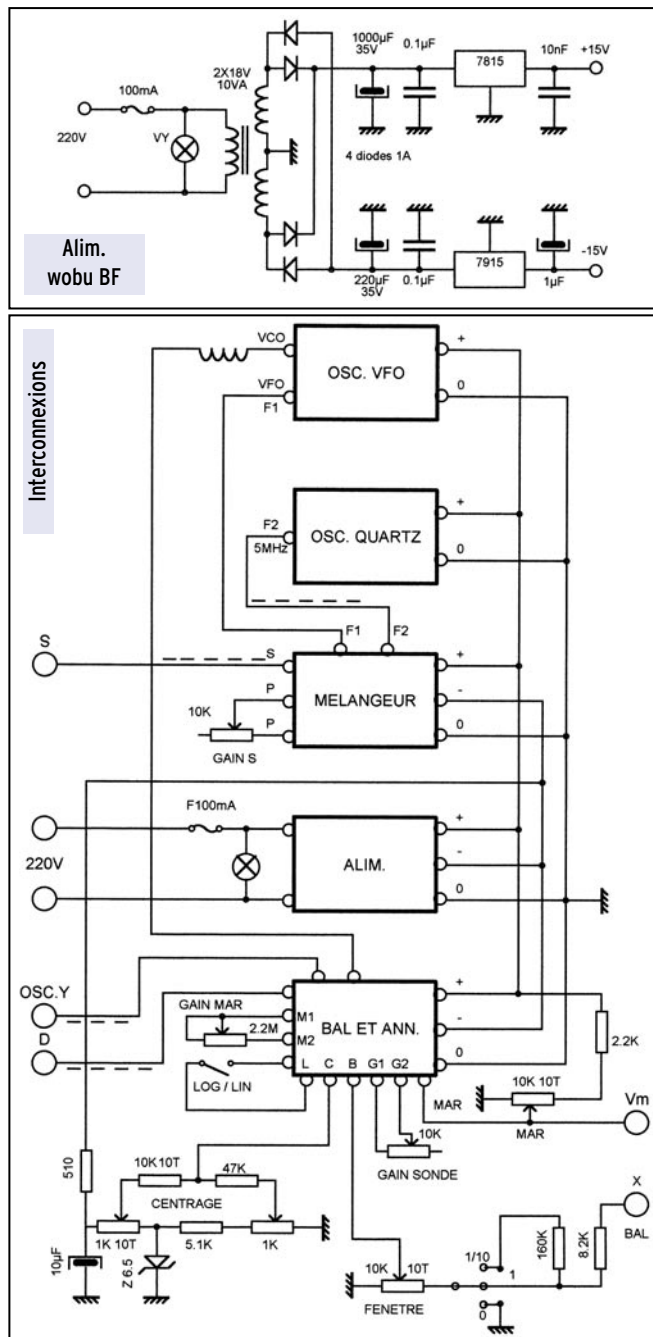 1000µF
35V
0.1µF
7815
10nF
+15V
2X18V
10VA
100mA
VY
220V
4 diodes 1A
Alim.
wobu BF
220µF
35V
0.1µF
7915
1µF
-15V
Interconnexions
VCO
VFO
F1
OSC. VFO
+
0
F2
5MHz
OSC. QUARTZ
+
0
F1
F2
S
S
P
P
MELANGEUR
+
-
0
10K
GAIN S
F100mA
220V
ALIM.
+
-
0
OSC.Y
D
GAIN MAR
2.2M
M1
M2
BAL ET ANN.
+
-
0
L
C
B
G1
G2
LOG / LIN
MAR
2.2K
10K 10T
MAR
Vm
10K
GAIN SONDE
510
10K 10T
47K
CENTRAGE
1K 10T
5.1K
1K
10µF
Z 6.5
X
BAL
160K
8.2K
1/10
1
0
10K
10T
FENETRE